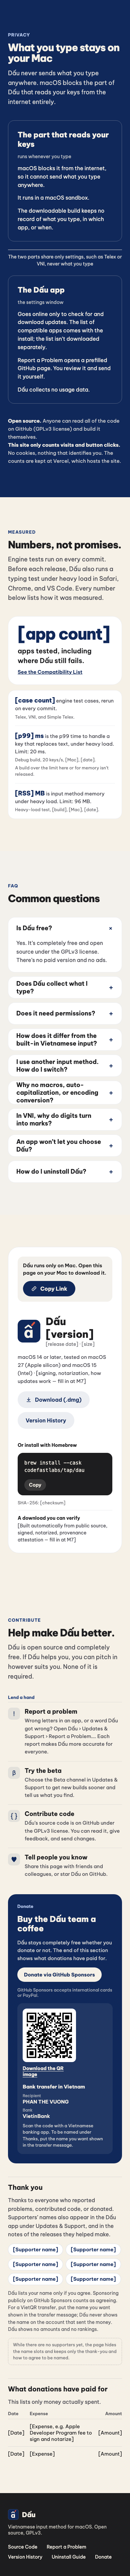 PRIVACY
What you type stays on
your Mac
Dấu never sends what you type
anywhere. macOS blocks the part of
Dấu that reads your keys from the
internet entirely.
The part that reads your
keys
runs whenever you type
macOS blocks it from the internet,
so it cannot send what you type
anywhere.
It runs in a macOS sandbox.
The downloadable build keeps no
record of what you type, in which
app, or when.
The two parts share only settings, such as Telex or
VNI, never what you type
The Dấu app
the settings window
Goes online only to check for and
download updates. The list of
compatible apps comes with the
install; the list isn't downloaded
separately.
Report a Problem opens a prefilled
GitHub page. You review it and send
it yourself.
Dấu collects no usage data.
Open source. Anyone can read all of the code
on GitHub (GPLv3 license) and build it
themselves.
This site only counts visits and button clicks.
No cookies, nothing that identifies you. The
counts are kept at Vercel, which hosts the site.
MEASURED
Numbers, not promises.
Engine tests run on every commit.
Before each release, Dấu also runs a
typing test under heavy load in Safari,
Chrome, and VS Code. Every number
below lists how it was measured.
[app count]
apps tested, including
where Dấu still fails.
See the Compatibility List
[case count] engine test cases, rerun
on every commit.
Telex, VNI, and Simple Telex.
[p99] ms is the p99 time to handle a
key that replaces text, under heavy load.
Limit: 20 ms.
Debug build, 20 keys/s, [Mac], [date].
A build over the limit here or for memory isn't
released.
[RSS] MB is input method memory
under heavy load. Limit: 96 MB.
Heavy-load test, [build], [Mac], [date].
FAQ
Common questions
Is Dấu free?
Yes. It's completely free and open
source under the GPLv3 license.
There's no paid version and no ads.
Does Dấu collect what I
type?
Does it need permissions?
How does it differ from the
built-in Vietnamese input?
I use another input method.
How do I switch?
Why no macros, auto-
capitalization, or encoding
conversion?
In VNI, why do digits turn
into marks?
An app won't let you choose
Dấu?
How do I uninstall Dấu?
Dấu runs only on Mac. Open this
page on your Mac to download it.
Copy Link
Dấu
[version]
[release date] · [size]
macOS 14 or later, tested on macOS
27 (Apple silicon) and macOS 15
(Intel) · [signing, notarization, how
updates work — fill in at M7]
Download (.dmg)
Version History
Or install with Homebrew
brew install --cask
codefastlabs/tap/dau
Copy
SHA-256: [checksum]
A download you can verify
[Built automatically from public source,
signed, notarized, provenance
attestation — fill in at M7]
CONTRIBUTE
Help make Dấu better.
Dấu is open source and completely
free. If Dấu helps you, you can pitch in
however suits you. None of it is
required.
Lend a hand
Report a problem
Wrong letters in an app, or a word Dấu
got wrong? Open Dấu › Updates &
Support › Report a Problem…. Each
report makes Dấu more accurate for
everyone.
β
Try the beta
Choose the Beta channel in Updates &
Support to get new builds sooner and
tell us what you find.
{ }
Contribute code
Dấu's source code is on GitHub under
the GPLv3 license. You can read it, give
feedback, and send changes.
Tell people you know
Share this page with friends and
colleagues, or star Dấu on GitHub.
Donate
Buy the Dấu team a
coffee
Dấu stays completely free whether you
donate or not. The end of this section
shows what donations have paid for.
Donate via GitHub Sponsors
GitHub Sponsors accepts international cards
or PayPal.
Download the QR
image
Bank transfer in Vietnam
Recipient
PHAN THE VUONG
Bank
VietinBank
Scan the code with a Vietnamese
banking app. To be named under
Thanks, put the name you want shown
in the transfer message.
Thank you
Thanks to everyone who reported
problems, contributed code, or donated.
Supporters' names also appear in the Dấu
app under Updates & Support, and in the
notes of the releases they helped make.
[Supporter name] [Supporter name]
[Supporter name] [Supporter name]
[Supporter name] [Supporter name]
Dấu lists your name only if you agree. Sponsoring
publicly on GitHub Sponsors counts as agreeing.
For a VietQR transfer, put the name you want
shown in the transfer message; Dấu never shows
the name on the account that sent the money.
Dấu shows no amounts and no rankings.
While there are no supporters yet, the page hides
the name slots and keeps only the thank-you and
how to agree to be named.
What donations have paid for
This lists only money actually spent.
Date Expense Amount
[Date] [Expense, e.g. Apple
Developer Program fee to
sign and notarize] [Amount]
[Date] [Expense] [Amount]
Dấu
Vietnamese input method for macOS. Open
source, GPLv3.
Source Code Report a Problem
Version History Uninstall Guide Donate